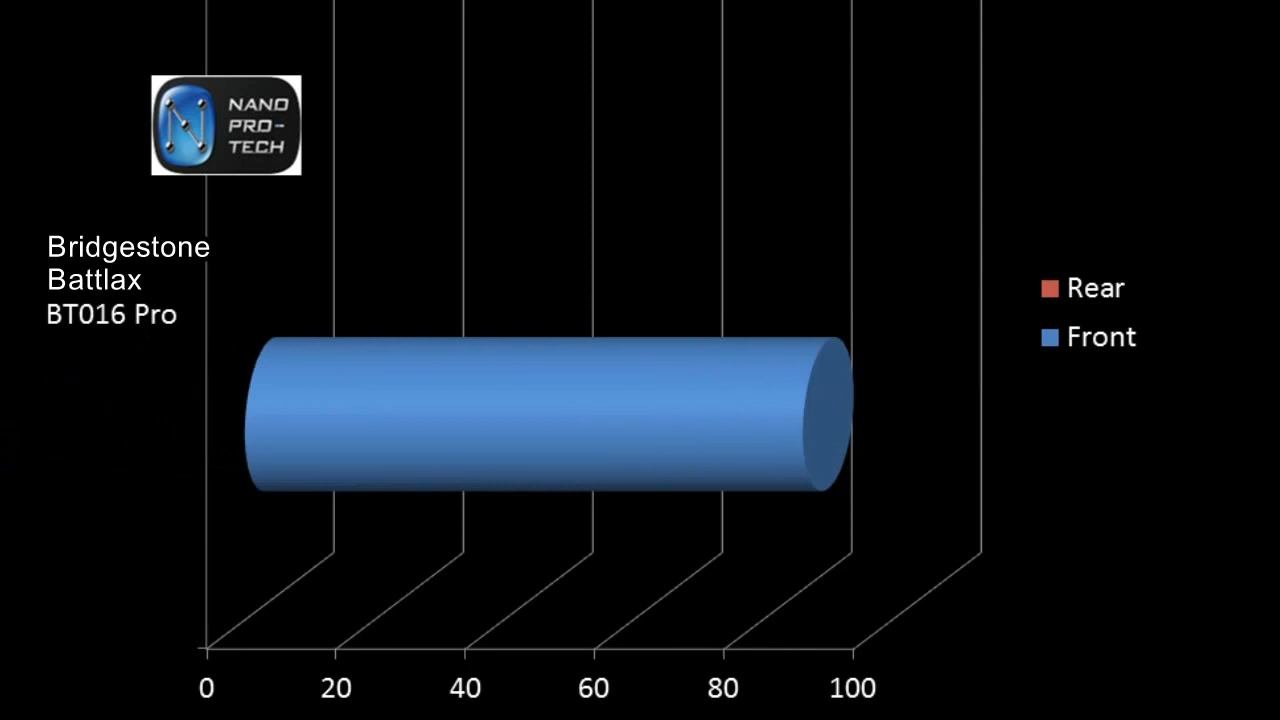 NANO
PRO-
TECH
Bridgestone
Battlax
BT016 Pro
Rear
Front
0 20 40 60 80 100